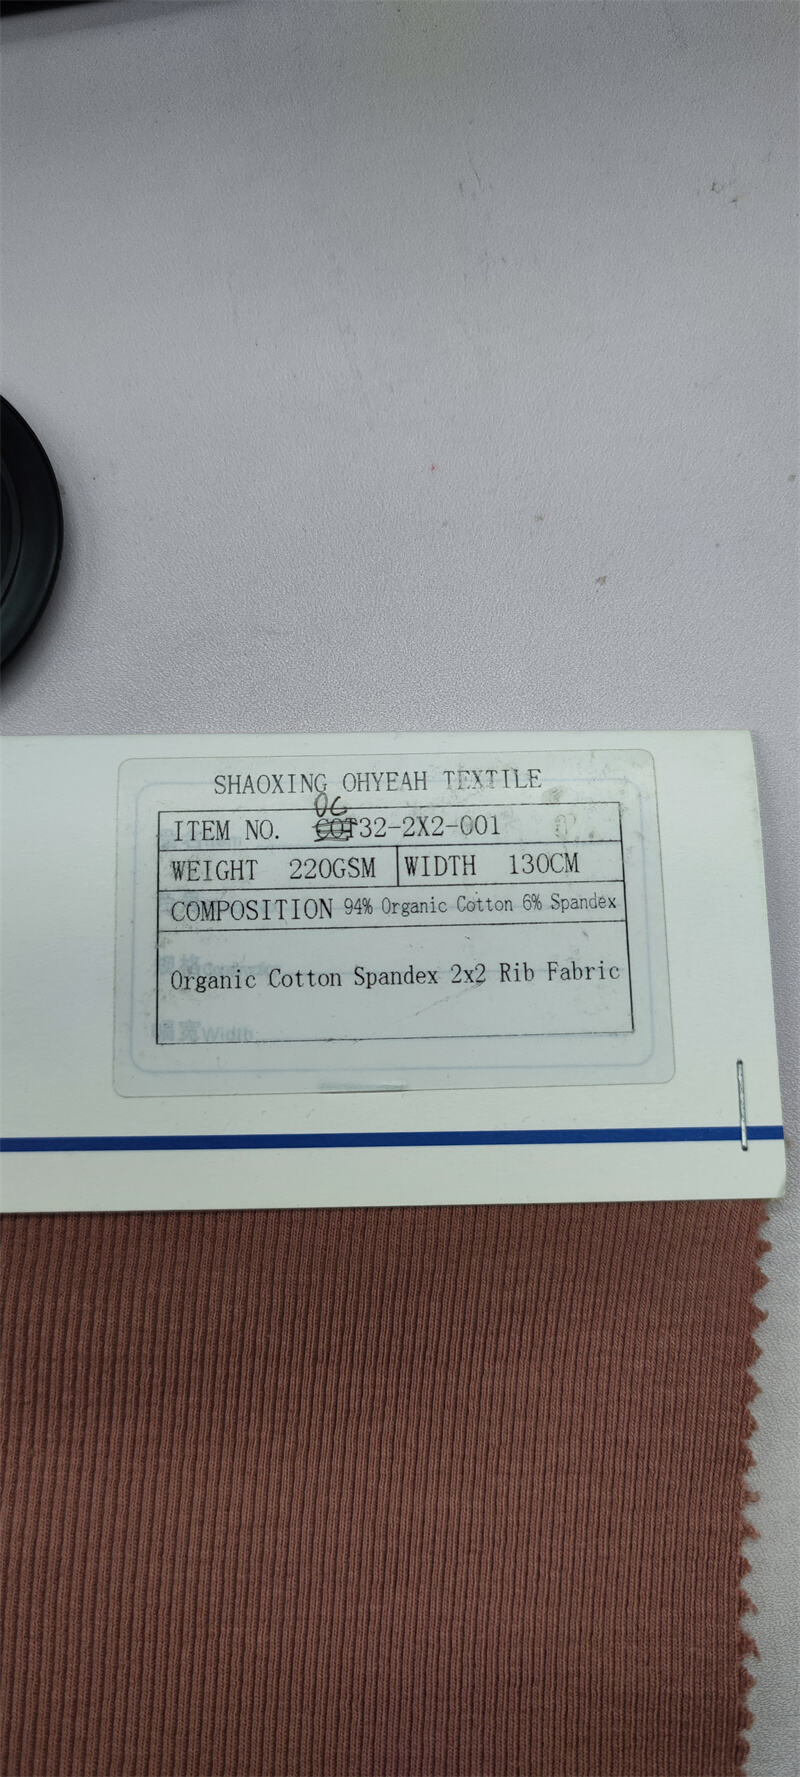 SHAOXING OHYEAH TEXTILE
OC
ITEM NO. COT32-2X2-001
WEIGHT 220GSM WIDTH 130CM
COMPOSITION 94% Organic Cotton 6% Spandex
Organic Cotton Spandex 2x2 Rib Fabric